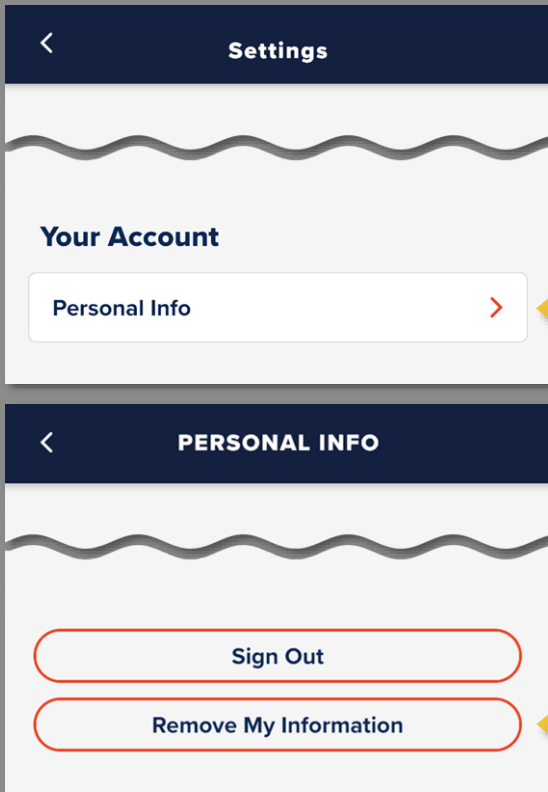 Settings
Your Account
Personal Info
PERSONAL INFO
Sign Out
Remove My Information